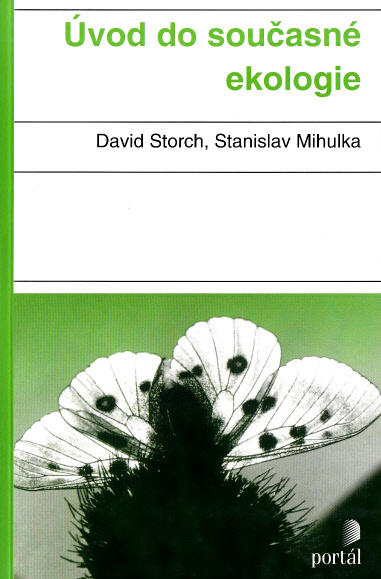 Úvod do současné
ekologie
David Storch, Stanislav Mihulka
portál